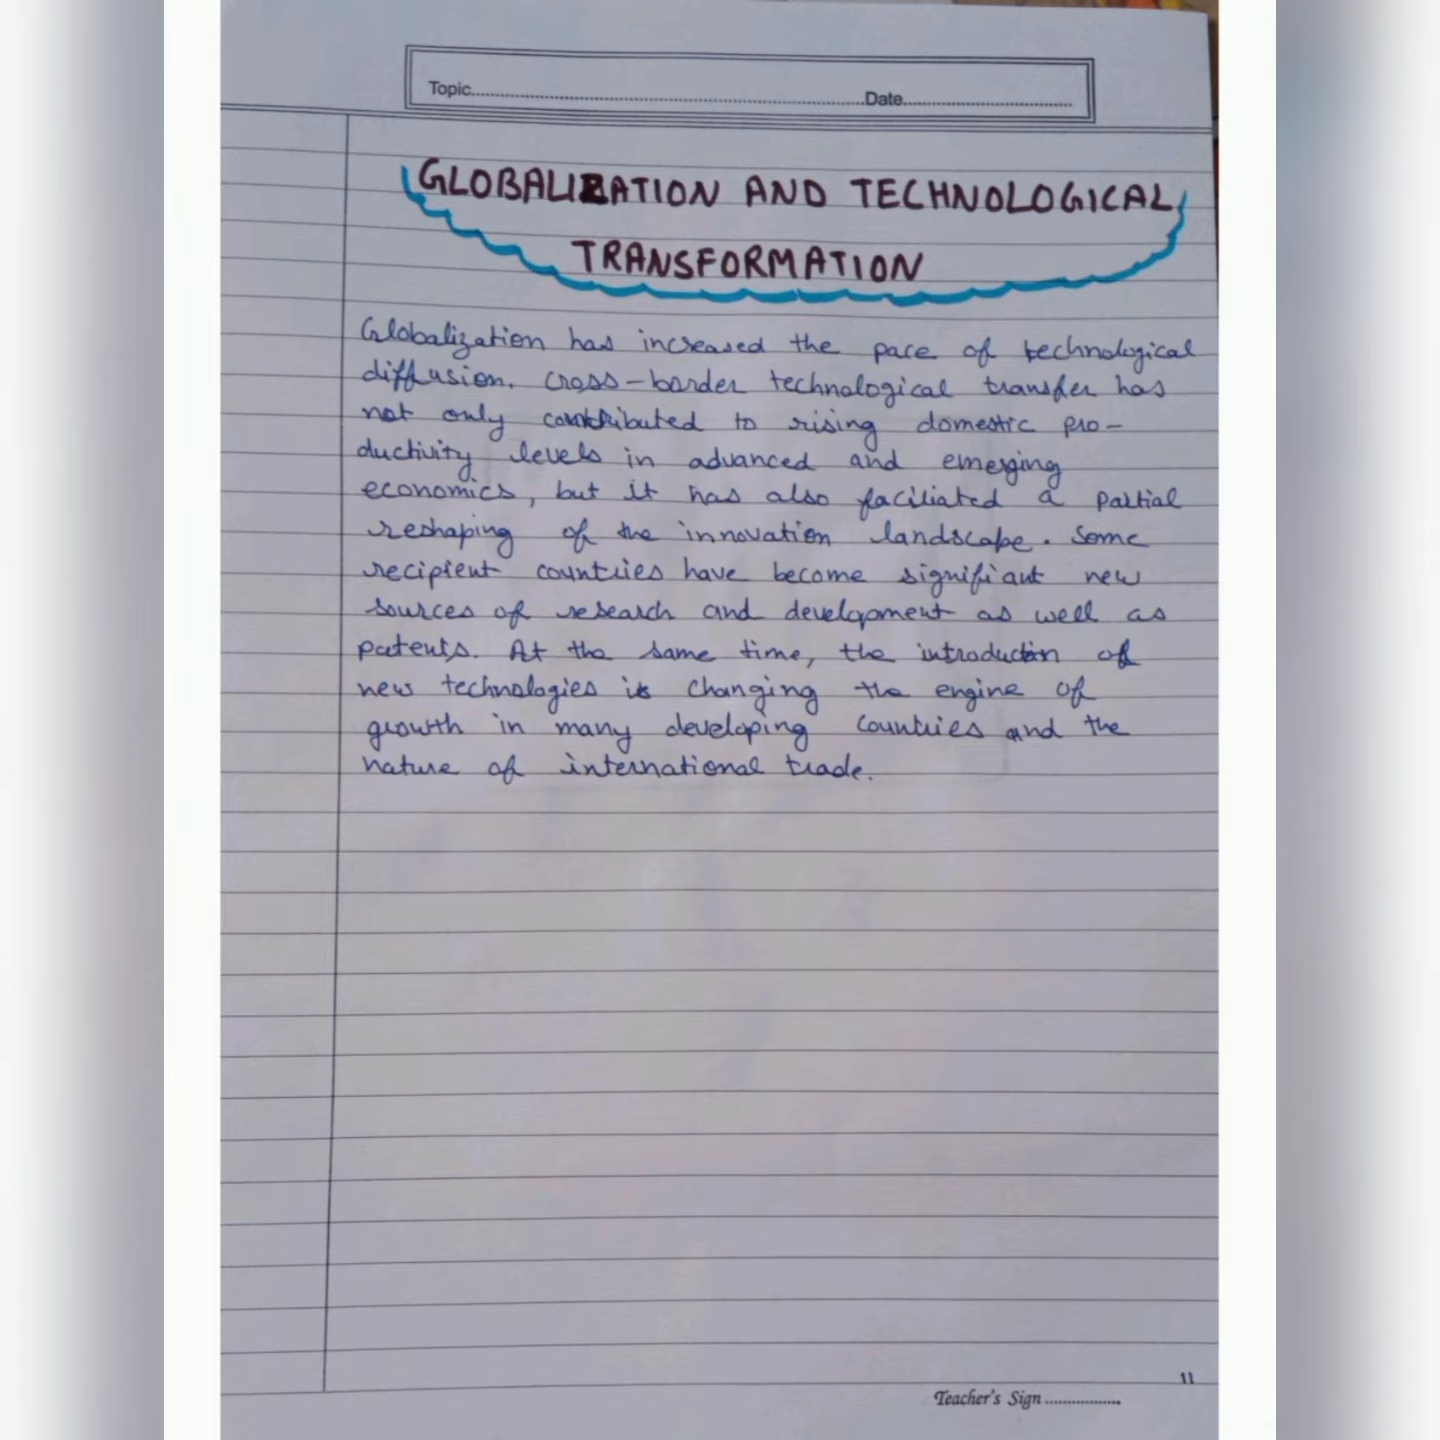 Topic..........Date..........
GLOBALIZATION AND TECHNOLOGICAL
TRANSFORMATION
Globalization has increased the pace of technological
diffusion. Cross-border technological transfer has
not only contributed to rising domestic pro-
ductivity levels in advanced and emerging
economics, but it has also faciliated a partial
reshaping of the innovation landscape. Some
recipient countries have become signifiant new
sources of research and development as well as
patents. At the same time, the introduction of
new technologies is changing the engine of
growth in many developing countries and the
nature of international trade.
11
Teacher's Sign..........